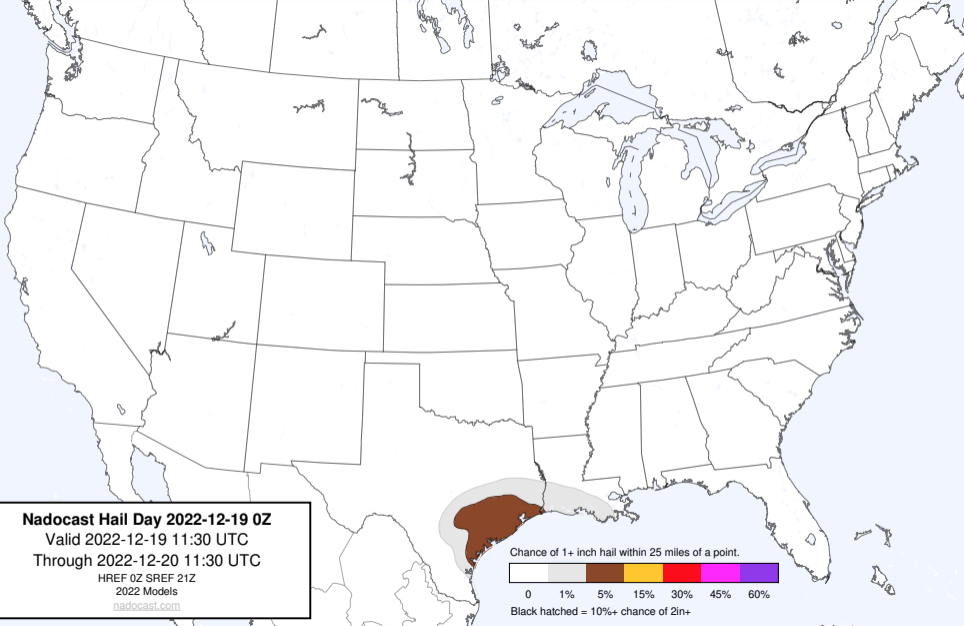 Nadocast Hail Day 2022-12-19 0Z
Valid 2022-12-19 11:30 UTC
Through 2022-12-20 11:30 UTC
HREF 0Z SREF 21Z
2022 Models
nadocast.com
Chance of 1+ inch hail within 25 miles of a point.
0 1% 5% 15% 30% 45% 60%
Black hatched = 10%+ chance of 2in+